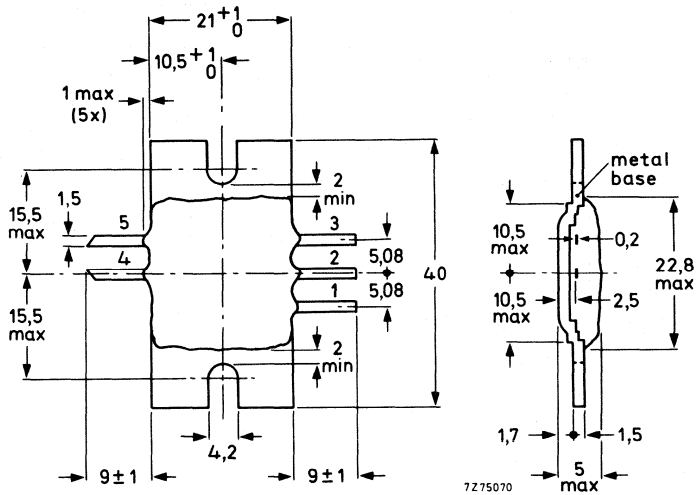 21+1 0
10,5+1 0
1 max
(5x)
2
min
metal
base
15,5
max
1,5
5
4
3
2
1
5,08
5,08
40
10,5
max
0,2
22,8
max
10,5
max
2,5
15,5
max
2
min
4,2
1,7
1,5
9±1
9±1
5
max
7Z75070